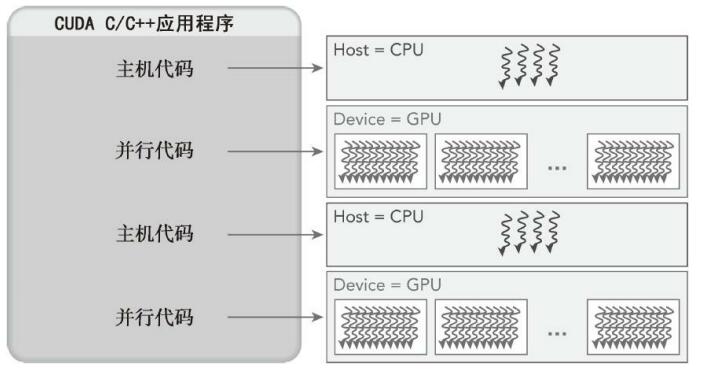 CUDA C/C++应用程序
主机代码
Host = CPU
并行代码
Device = GPU
...
主机代码
Host = CPU
并行代码
Device = GPU
...